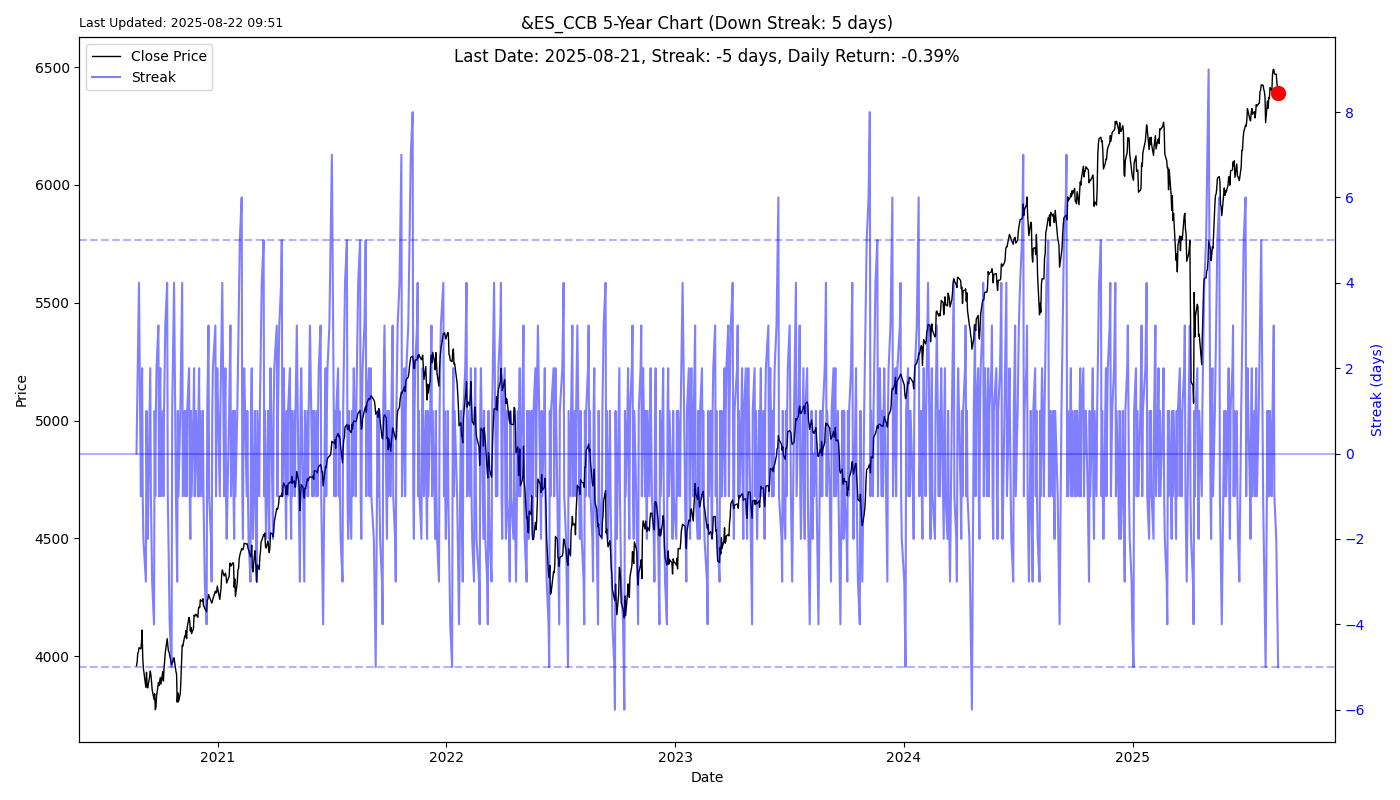 Last Updated: 2025-08-22 09:51
&ES_CCB 5-Year Chart (Down Streak: 5 days)
Last Date: 2025-08-21, Streak: -5 days, Daily Return: -0.39%
Close Price
Streak
6500
6000
5500
5000
4500
4000
Price
8
6
4
2
0
−2
−4
−6
Streak (days)
2021
2022
2023
2024
2025
Date